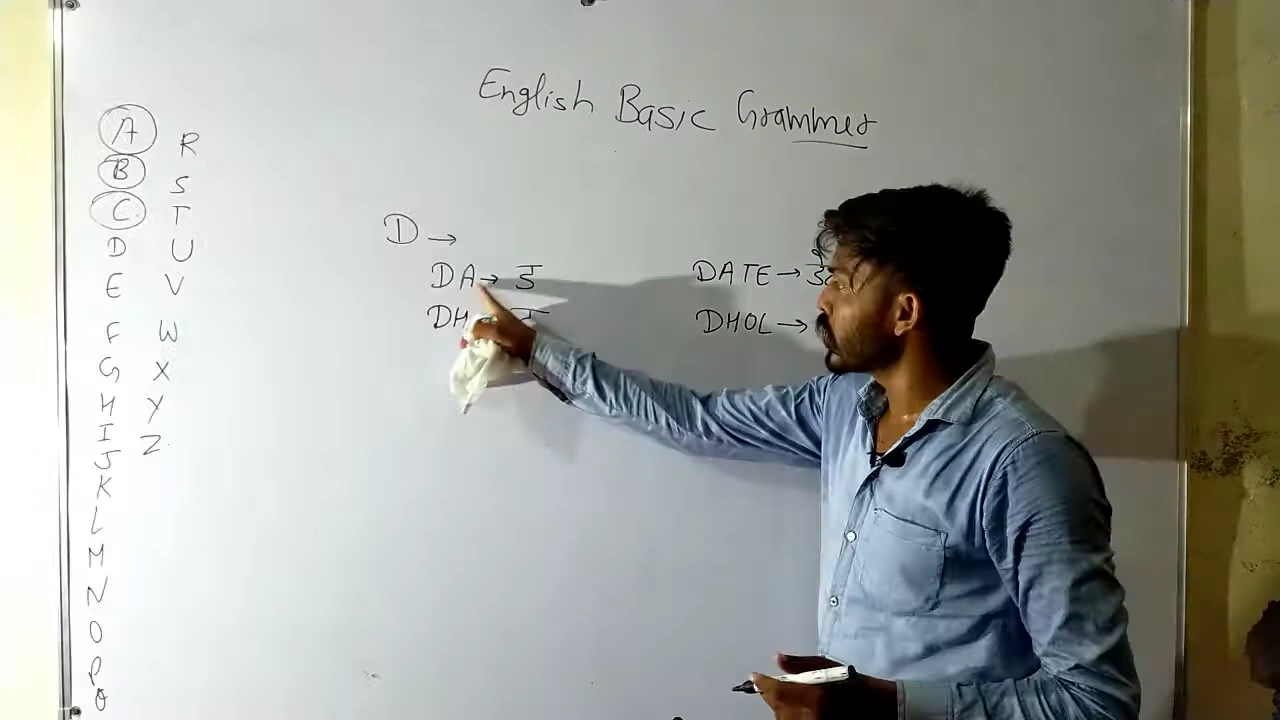 English Basic Grammer
A
B
C
D
E
F
G
H
I
J
K
L
M
N
O
P
Q
R
S
T
U
V
W
X
Y
Z
D →
DA → ड
DH
DATE →
DHOL →